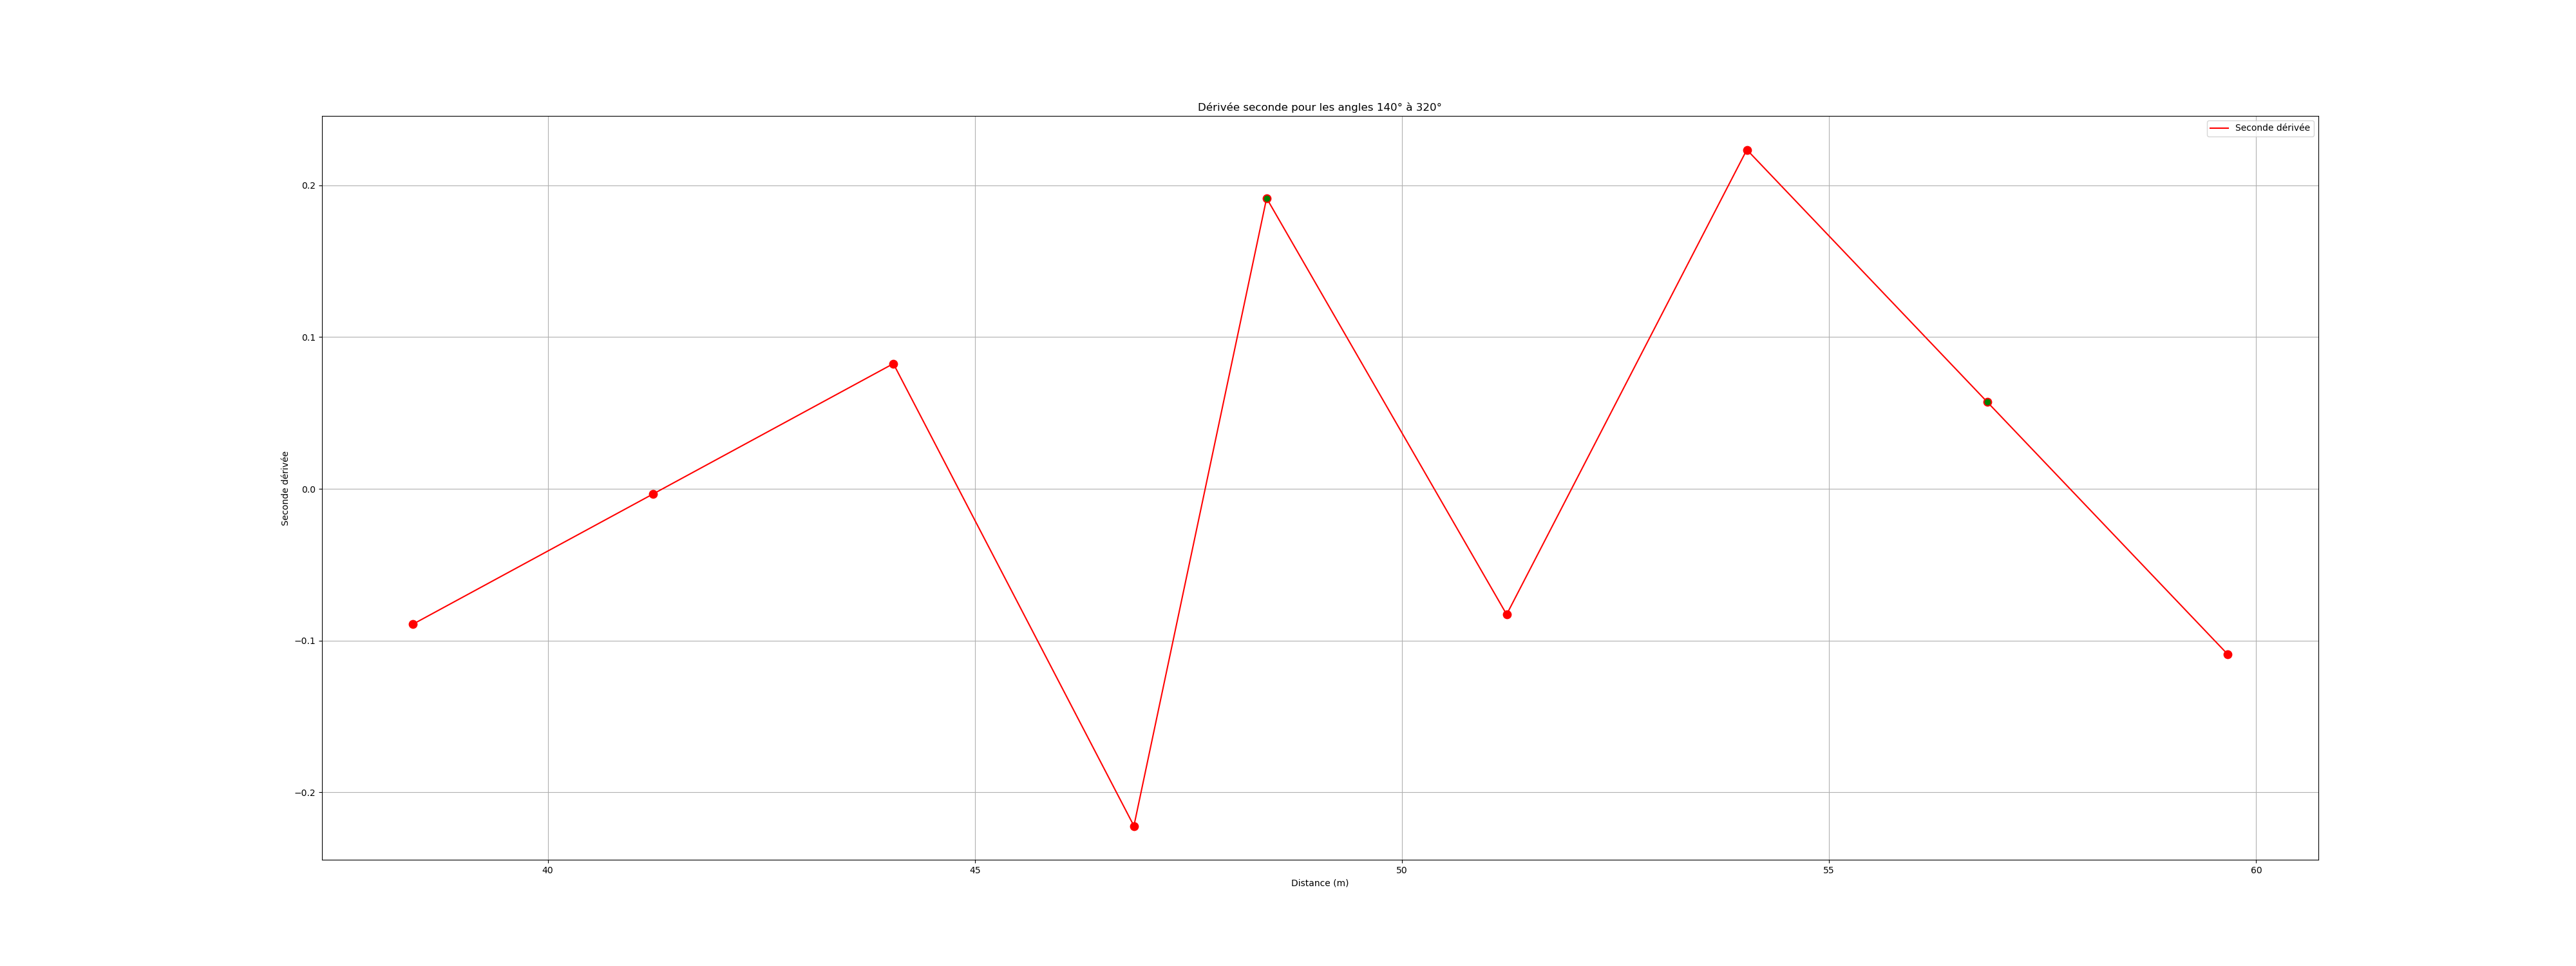 Dérivée seconde pour les angles 140° à 320°
Seconde dérivée
0.2
0.1
0.0
−0.1
−0.2
Seconde dérivée
40
45
50
55
60
Distance (m)